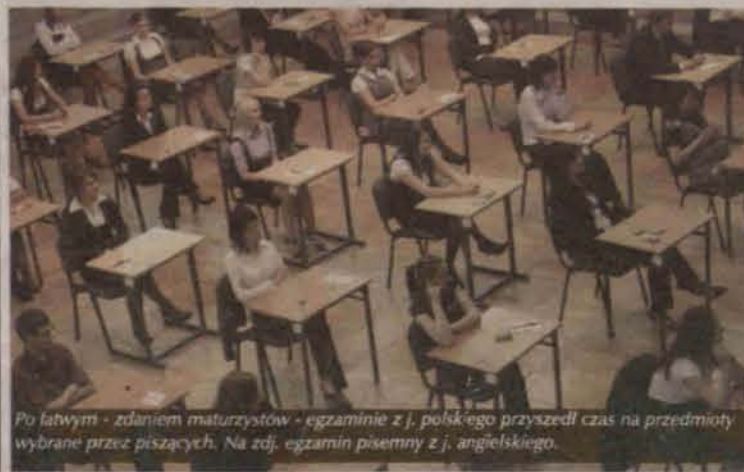 Po łatwym - zdaniem maturzystów - egzaminie z j. polskiego przyszedł czas na przedmioty
wybrane przez piszących. Na zdj. egzamin pisemny z j. angielskiego.